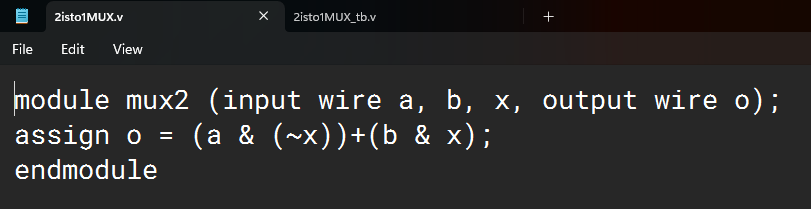 2isto1MUX.v
2isto1MUX_tb.v
File Edit View
module mux2 (input wire a, b, x, output wire o);
assign o = (a & (~x))+(b & x);
endmodule